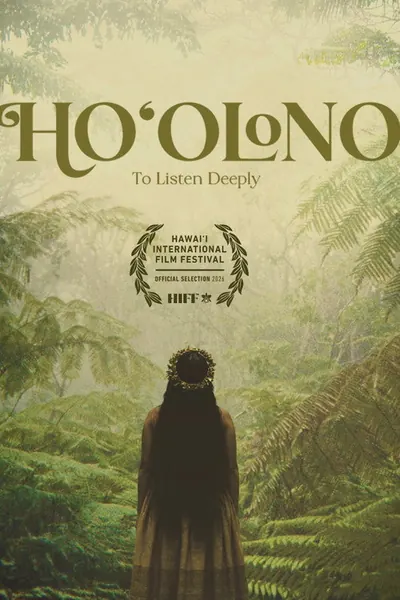 HOʻOLONO
To Listen Deeply
HAWAIʻI
INTERNATIONAL
FILM FESTIVAL
OFFICIAL SELECTION 2026
HIFF